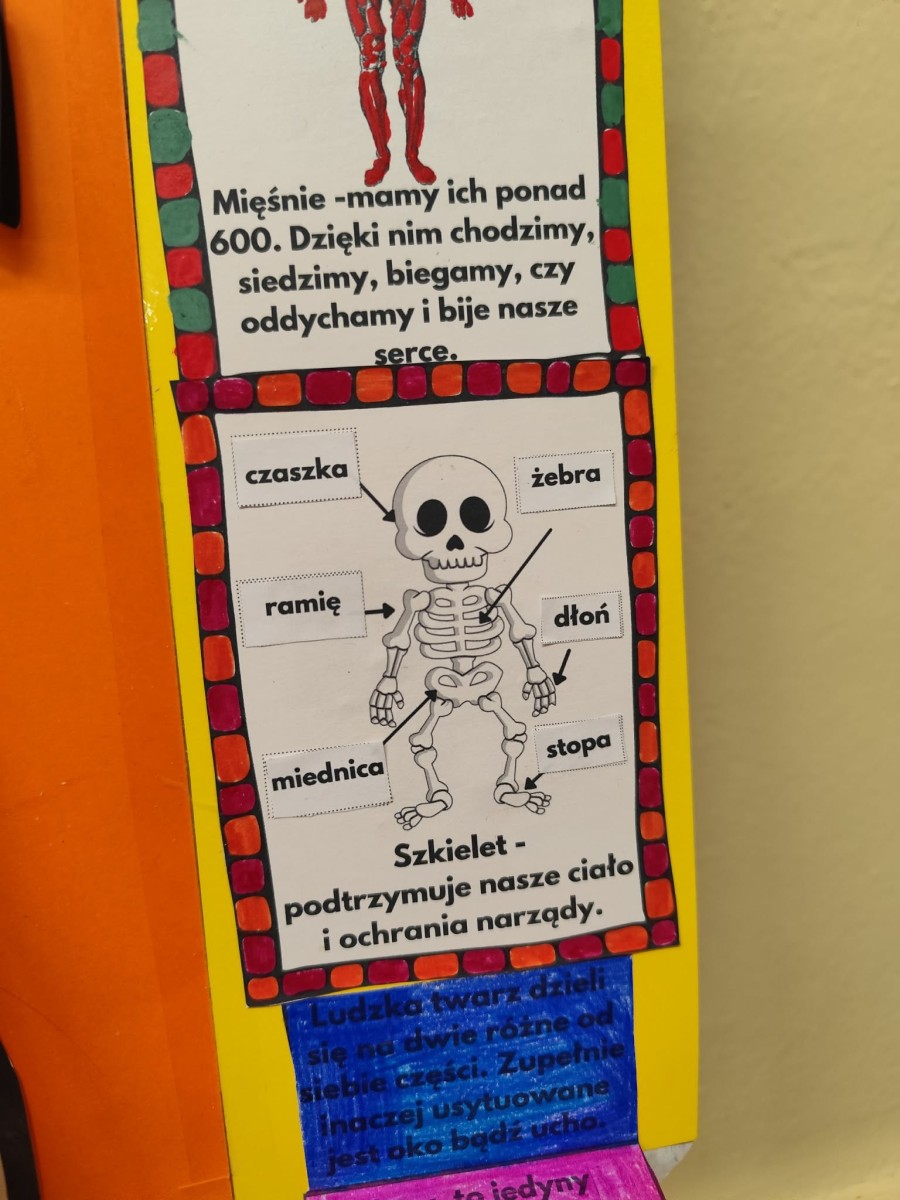 Mięśnie -mamy ich ponad
600. Dzięki nim chodzimy,
siedzimy, biegamy, czy
oddychamy i bije nasze
serce.
czaszka
żebra
ramię
dłoń
miednica
stopa
Szkielet -
podtrzymuje nasze ciało
i ochrania narządy.
Ludzka twarz dzieli
się na dwie różne od
siebie części. Zupełnie
inaczej usytuowane
jest oko bądź ucho.
to jedyny